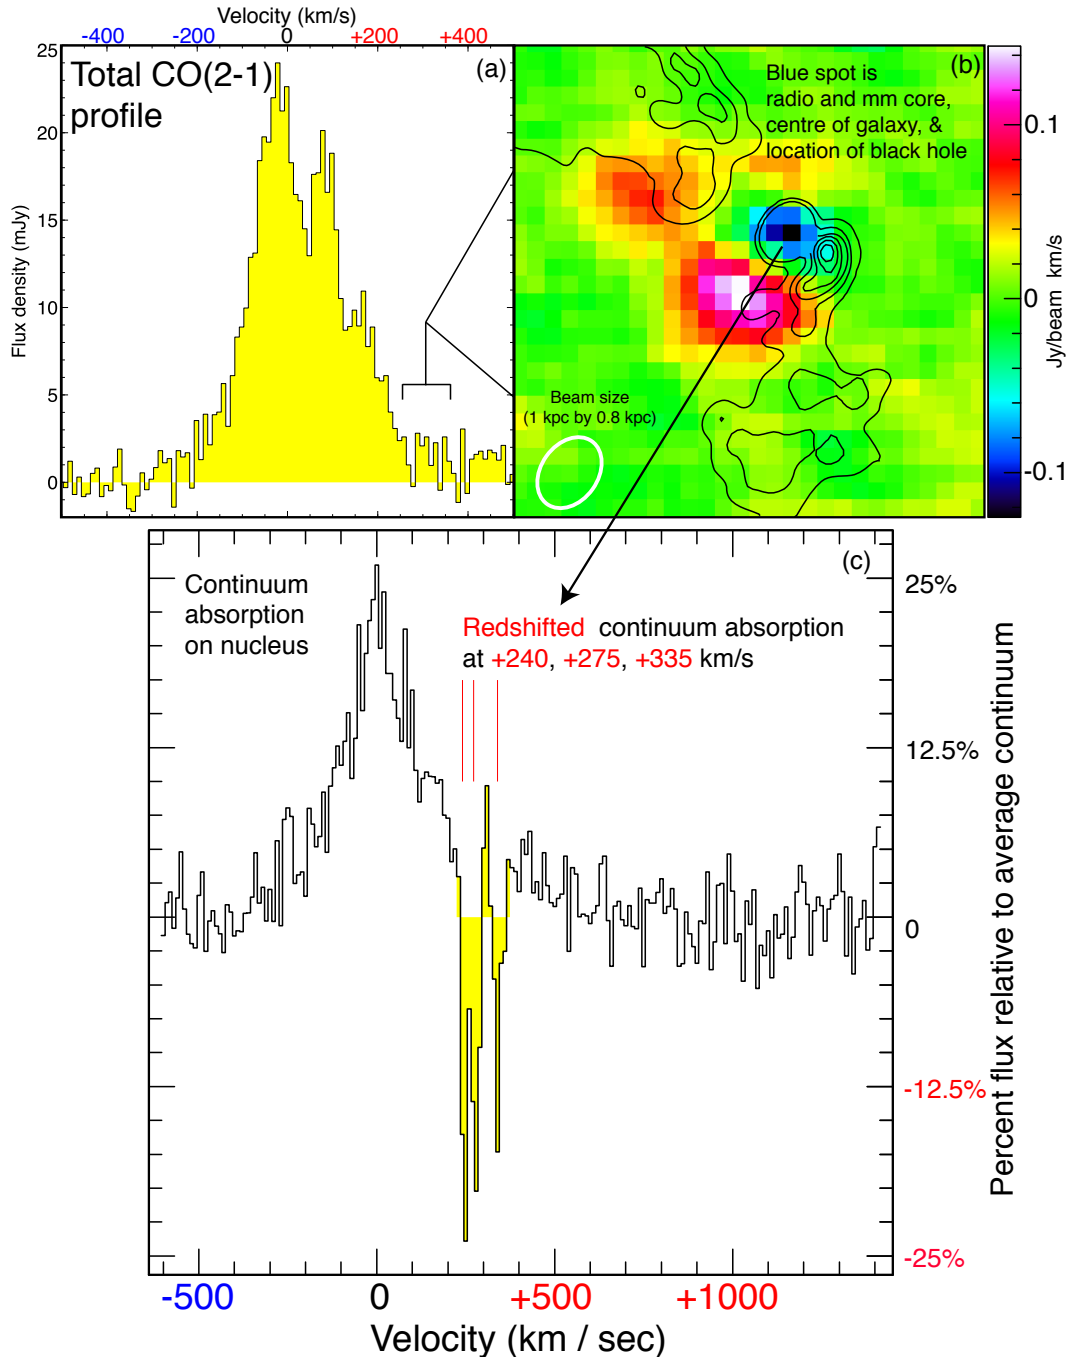 Velocity (km/s)
-400 -200 0 +200 +400
25
20
15
10
5
0
Flux density (mJy)
Total CO(2-1)
profile
(a)
(b)
Blue spot is
radio and mm core,
centre of galaxy, &
location of black hole
Beam size
(1 kpc by 0.8 kpc)
0.1
0
-0.1
Jy/beam km/s
(c)
Continuum
absorption
on nucleus
Redshifted continuum absorption
at +240, +275, +335 km/s
25%
12.5%
0
-12.5%
-25%
Percent flux relative to average continuum
-500 0 +500 +1000
Velocity (km / sec)